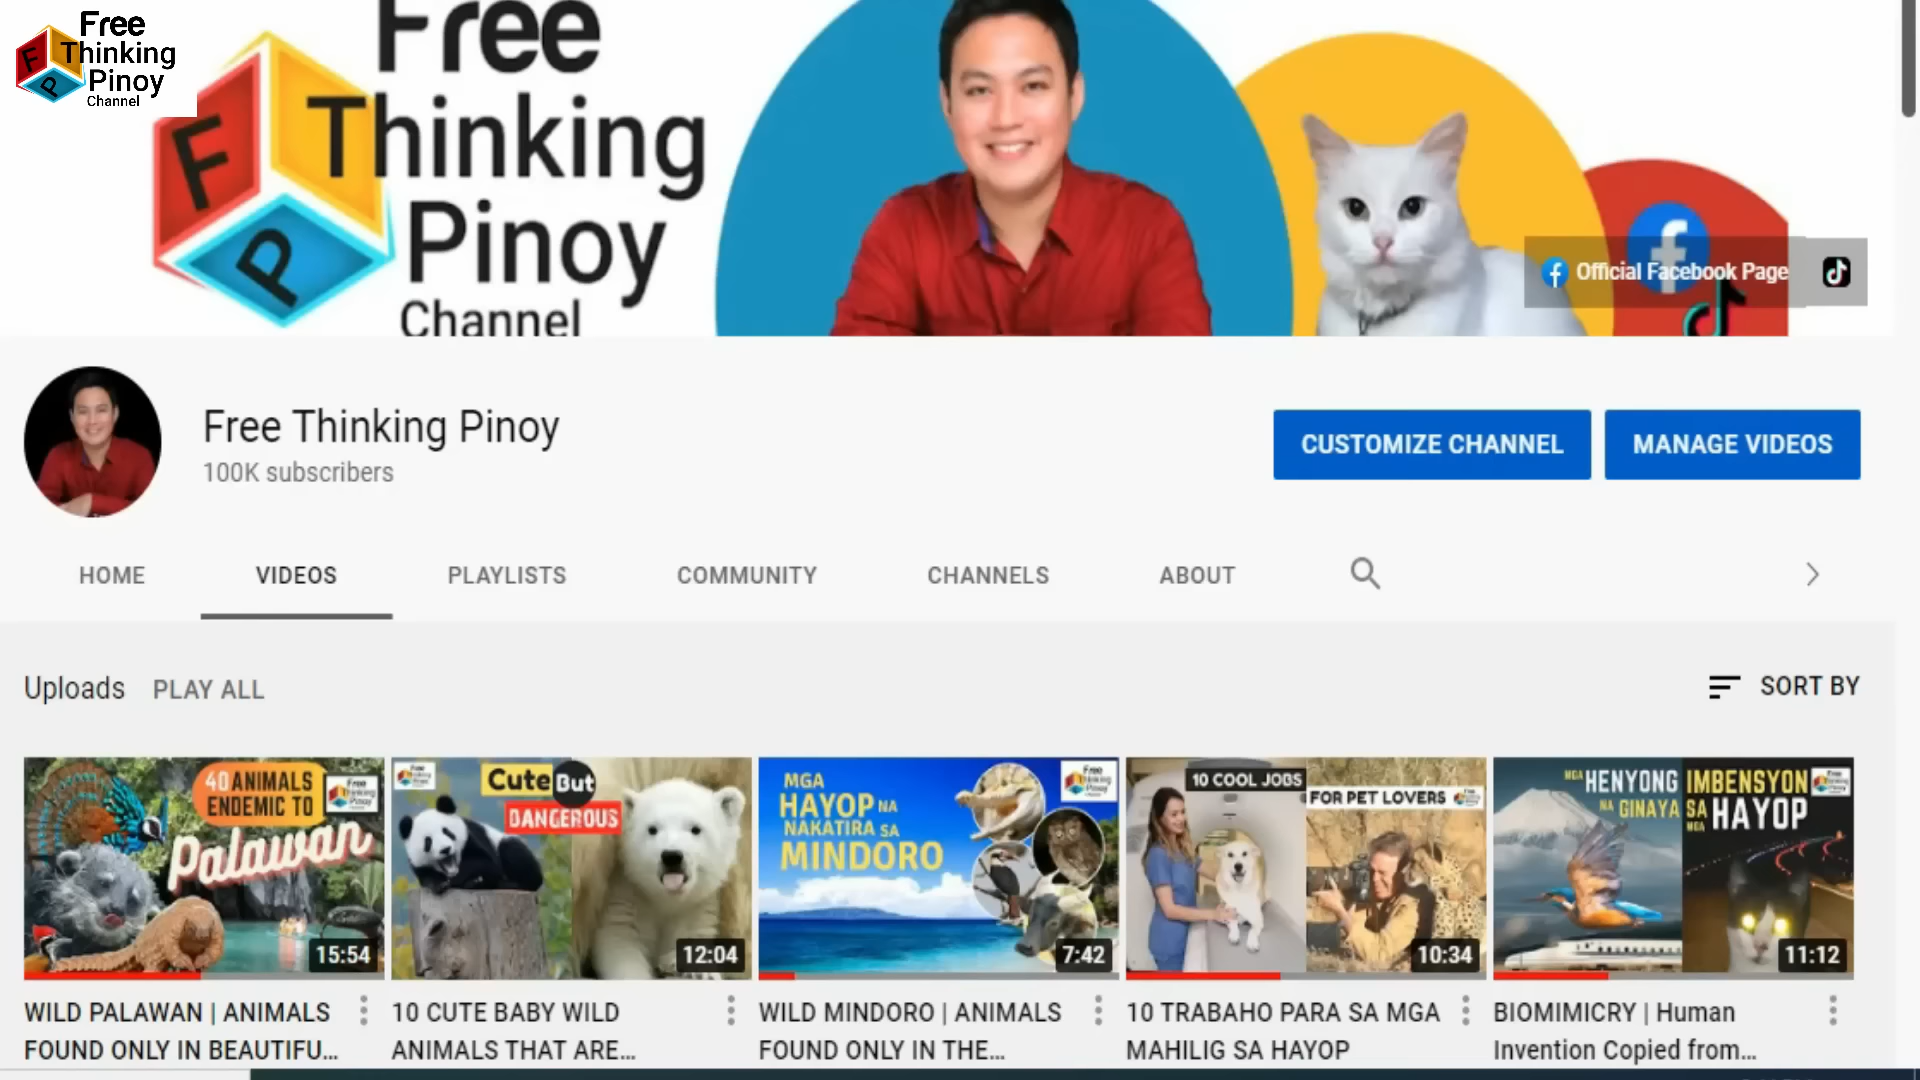 Free
Thinking
Pinoy
Channel
F
P
Free
Thinking
Pinoy
Channel
F
P
Official Facebook Page
Free Thinking Pinoy
100K subscribers
CUSTOMIZE CHANNEL
MANAGE VIDEOS
HOME
VIDEOS
PLAYLISTS
COMMUNITY
CHANNELS
ABOUT
Uploads
PLAY ALL
SORT BY
40 ANIMALS
ENDEMIC TO
Palawan
15:54
Cute But
DANGEROUS
12:04
MGA
HAYOP NA
NAKATIRA SA
MINDORO
7:42
10 COOL JOBS
FOR PET LOVERS
10:34
MGA HENYONG IMBENSYON
NA GINAYA SA MGA HAYOP
11:12
WILD PALAWAN | ANIMALS
FOUND ONLY IN BEAUTIFU...
10 CUTE BABY WILD
ANIMALS THAT ARE...
WILD MINDORO | ANIMALS
FOUND ONLY IN THE...
10 TRABAHO PARA SA MGA
MAHILIG SA HAYOP
BIOMIMICRY | Human
Invention Copied from...